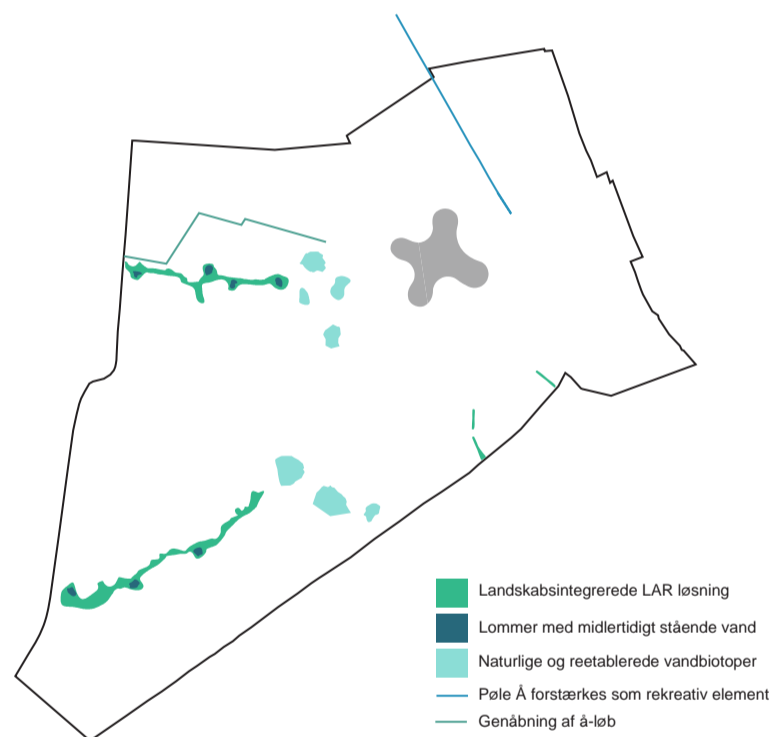 Landskabsintegrerede LAR løsning
Lommer med midlertidigt stående vand
Naturlige og reetablerede vandbiotoper
Pøle Å forstærkes som rekreativ element
Genåbning af å-løb